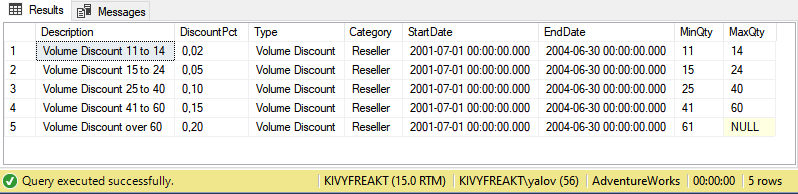 Results Messages
Description DiscountPct Type Category StartDate EndDate MinQty MaxQty
1 Volume Discount 11 to 14 0,02 Volume Discount Reseller 2001-07-01 00:00:00.000 2004-06-30 00:00:00.000 11 14
2 Volume Discount 15 to 24 0,05 Volume Discount Reseller 2001-07-01 00:00:00.000 2004-06-30 00:00:00.000 15 24
3 Volume Discount 25 to 40 0,10 Volume Discount Reseller 2001-07-01 00:00:00.000 2004-06-30 00:00:00.000 25 40
4 Volume Discount 41 to 60 0,15 Volume Discount Reseller 2001-07-01 00:00:00.000 2004-06-30 00:00:00.000 41 60
5 Volume Discount over 60 0,20 Volume Discount Reseller 2001-07-01 00:00:00.000 2004-06-30 00:00:00.000 61 NULL
Query executed successfully. KIVYFREAKT (15.0 RTM) KIVYFREAKT\yalov (56) AdventureWorks 00:00:00 5 rows